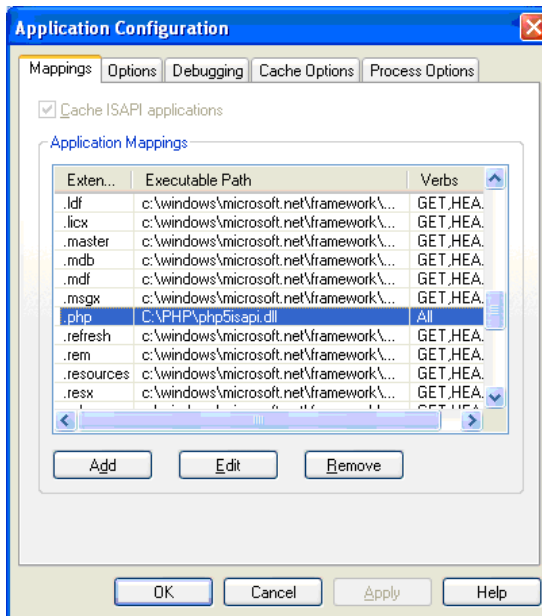 Application Configuration
Mappings Options Debugging Cache Options Process Options
Cache ISAPI applications
Application Mappings
Exten... Executable Path Verbs
.ldf c:\windows\microsoft.net\framework\... GET,HEA.
.licx c:\windows\microsoft.net\framework\... GET,HEA.
.master c:\windows\microsoft.net\framework\... GET,HEA.
.mdb c:\windows\microsoft.net\framework\... GET,HEA.
.mdf c:\windows\microsoft.net\framework\... GET,HEA.
.msgx c:\windows\microsoft.net\framework\... GET,HEA.
.php C:\PHP\php5isapi.dll All
.refresh c:\windows\microsoft.net\framework\... GET,HEA.
.rem c:\windows\microsoft.net\framework\... GET,HEA.
.resources c:\windows\microsoft.net\framework\... GET,HEA.
.resx c:\windows\microsoft.net\framework\... GET,HEA.
Add Edit Remove
OK Cancel Apply Help